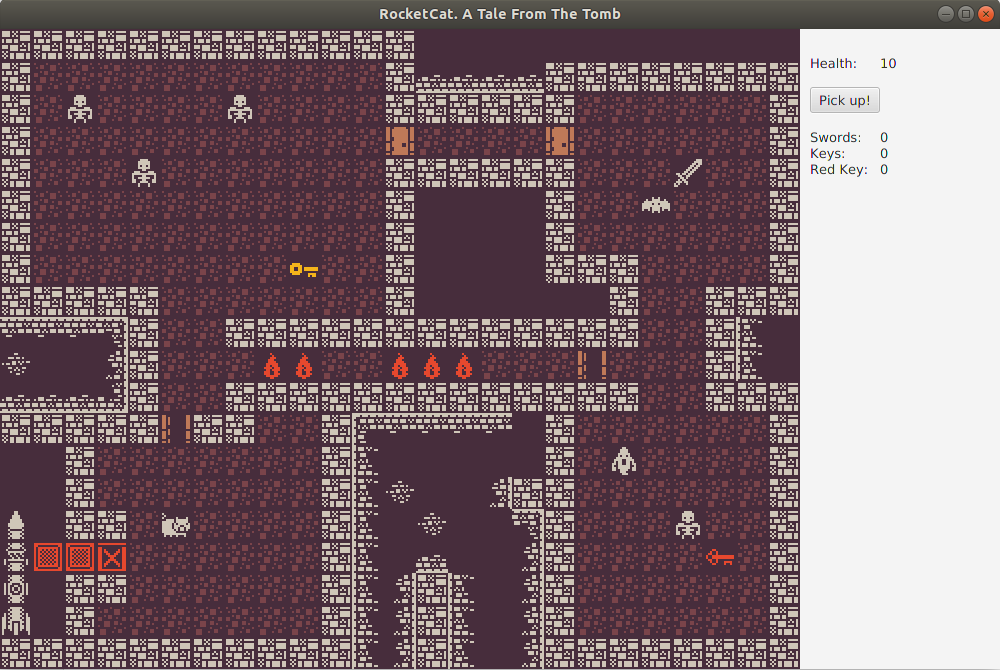 RocketCat. A Tale From The Tomb
Health: 10
Pick up!
Swords: 0
Keys: 0
Red Key: 0